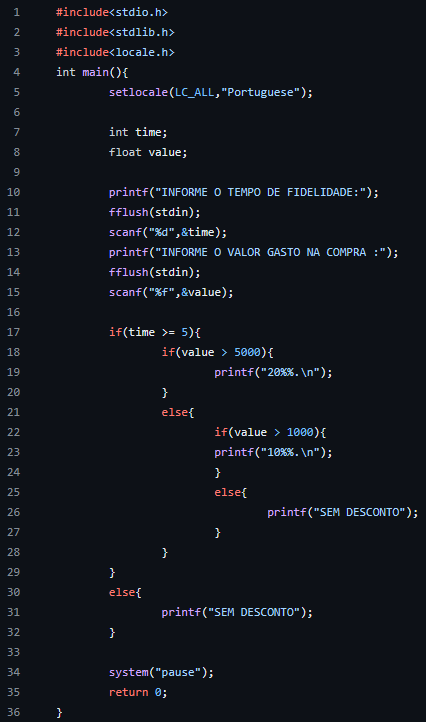 1 #include<stdio.h>
2 #include<stdlib.h>
3 #include<locale.h>
4 int main(){
5 setlocale(LC_ALL,"Portuguese");
6
7 int time;
8 float value;
9
10 printf("INFORME O TEMPO DE FIDELIDADE:");
11 fflush(stdin);
12 scanf("%d",&time);
13 printf("INFORME O VALOR GASTO NA COMPRA :");
14 fflush(stdin);
15 scanf("%f",&value);
16
17 if(time >= 5){
18 if(value > 5000){
19 printf("20%%.\n");
20 }
21 else{
22 if(value > 1000){
23 printf("10%%.\n");
24 }
25 else{
26 printf("SEM DESCONTO");
27 }
28 }
29 }
30 else{
31 printf("SEM DESCONTO");
32 }
33
34 system("pause");
35 return 0;
36 }